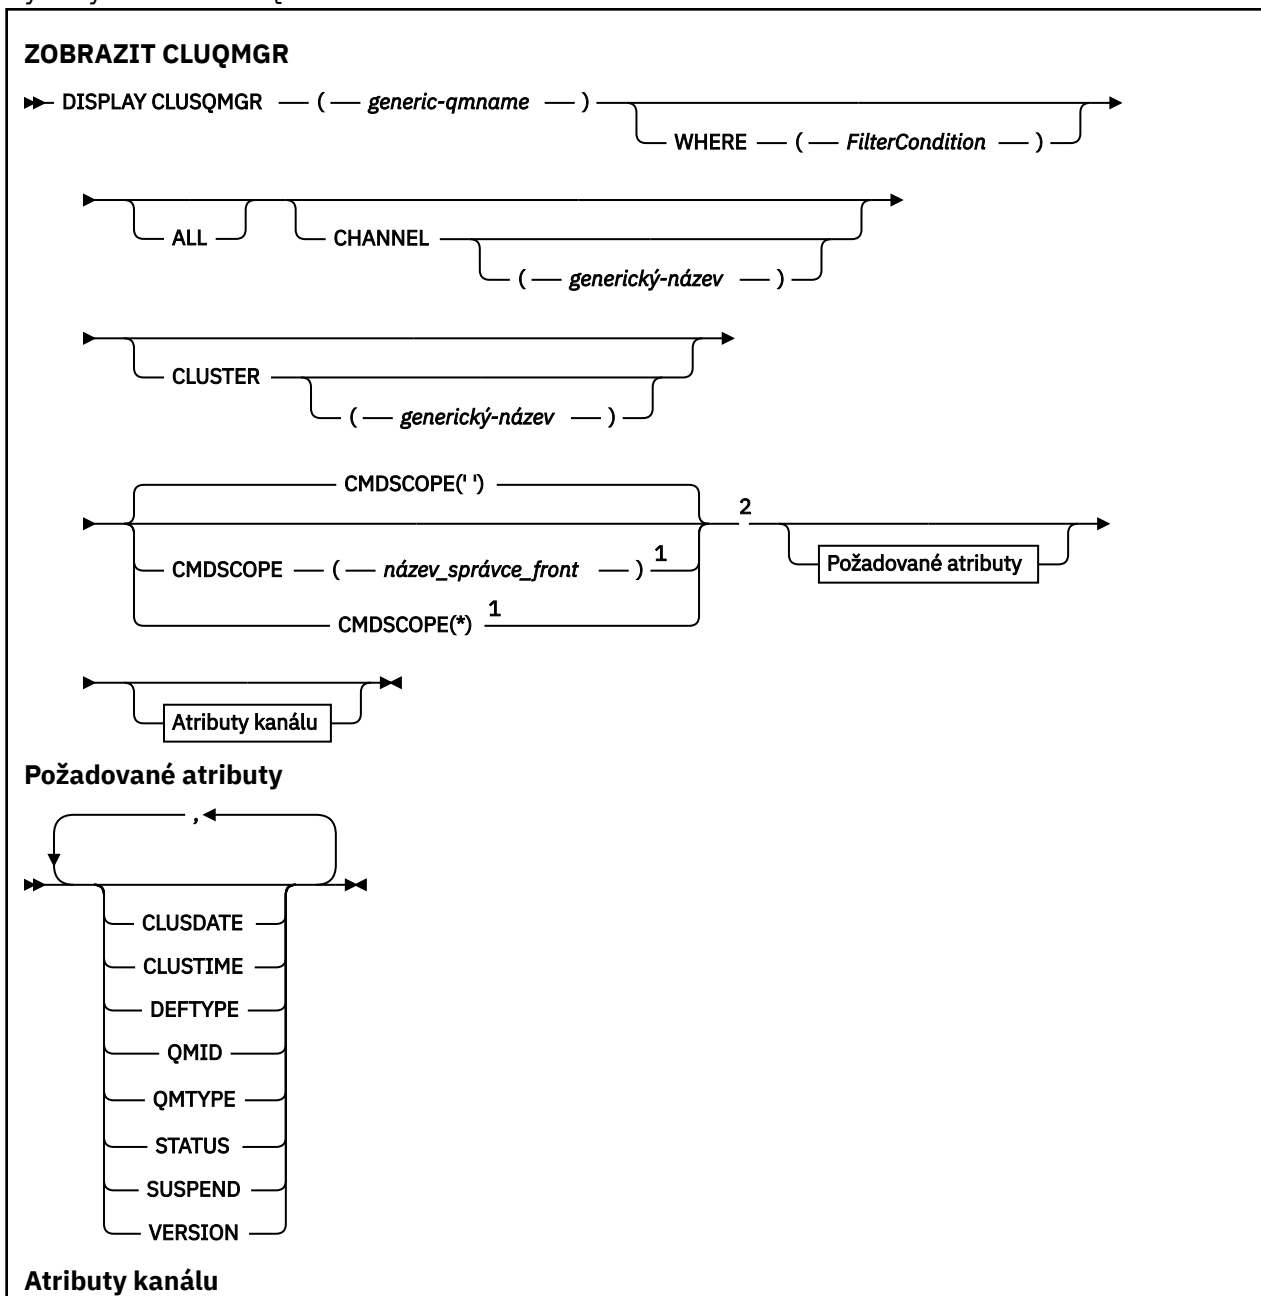 ZOBRAZIT CLUQMGR
DISPLAY CLUSQMGR ( generic-qmname )
WHERE ( FilterCondition )
ALL CHANNEL
( generický-název )
CLUSTER
( generický-název )
CMDSCOPE(' ')
2
CMDSCOPE ( název_správce_front ) 1
Požadované atributy
CMDSCOPE(*) 1
Atributy kanálu
Požadované atributy
,
CLUSDATE
CLUSTIME
DEFTYPE
QMID
QMTYPE
STATUS
SUSPEND
VERSION
Atributy kanálu